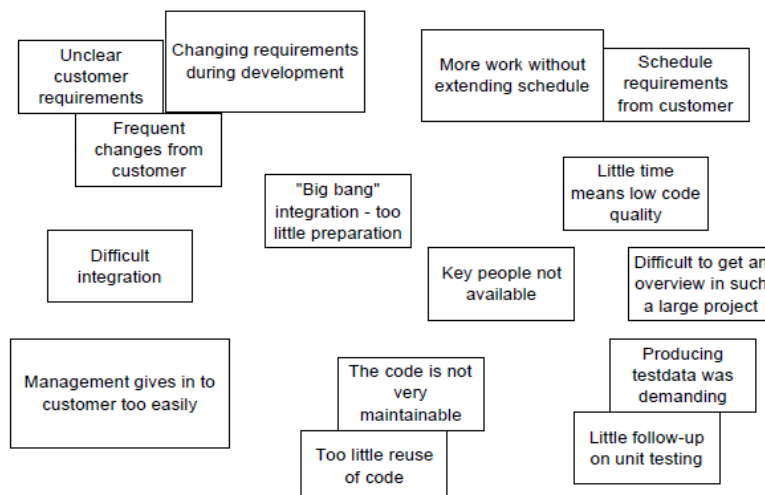 Unclear
customer
requirements
Changing requirements
during development
Frequent
changes from
customer
More work without
extending schedule
Schedule
requirements
from customer
"Big bang"
integration - too
little preparation
Little time
means low code
quality
Difficult
integration
Key people not
available
Difficult to get an
overview in such
a large project
Management gives in to
customer too easily
The code is not
very
maintainable
Too little reuse
of code
Producing
testdata was
demanding
Little follow-up
on unit testing